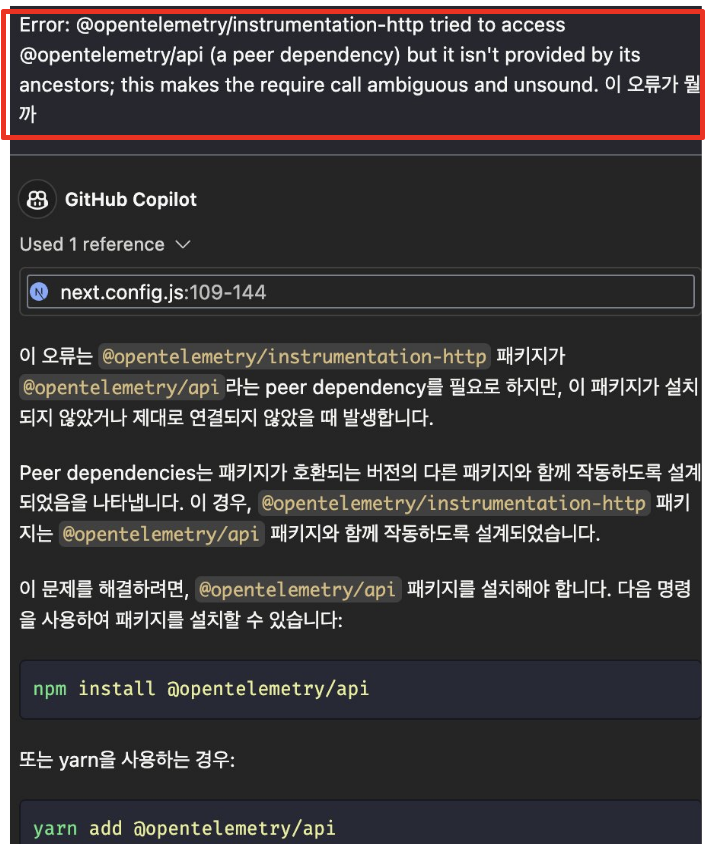 Error: @opentelemetry/instrumentation-http tried to access
@opentelemetry/api (a peer dependency) but it isn't provided by its
ancestors; this makes the require call ambiguous and unsound. 이 오류가 뭘
까
GitHub Copilot
Used 1 reference
N next.config.js:109-144
이 오류는 @opentelemetry/instrumentation-http 패키지가
@opentelemetry/api라는 peer dependency를 필요로 하지만, 이 패키지가 설치
되지 않았거나 제대로 연결되지 않았을 때 발생합니다.
Peer dependencies는 패키지가 호환되는 버전의 다른 패키지와 함께 작동하도록 설계
되었음을 나타냅니다. 이 경우, @opentelemetry/instrumentation-http 패키
지는 @opentelemetry/api 패키지와 함께 작동하도록 설계되었습니다.
이 문제를 해결하려면, @opentelemetry/api 패키지를 설치해야 합니다. 다음 명령
을 사용하여 패키지를 설치할 수 있습니다:
npm install @opentelemetry/api
또는 yarn을 사용하는 경우:
yarn add @opentelemetry/api